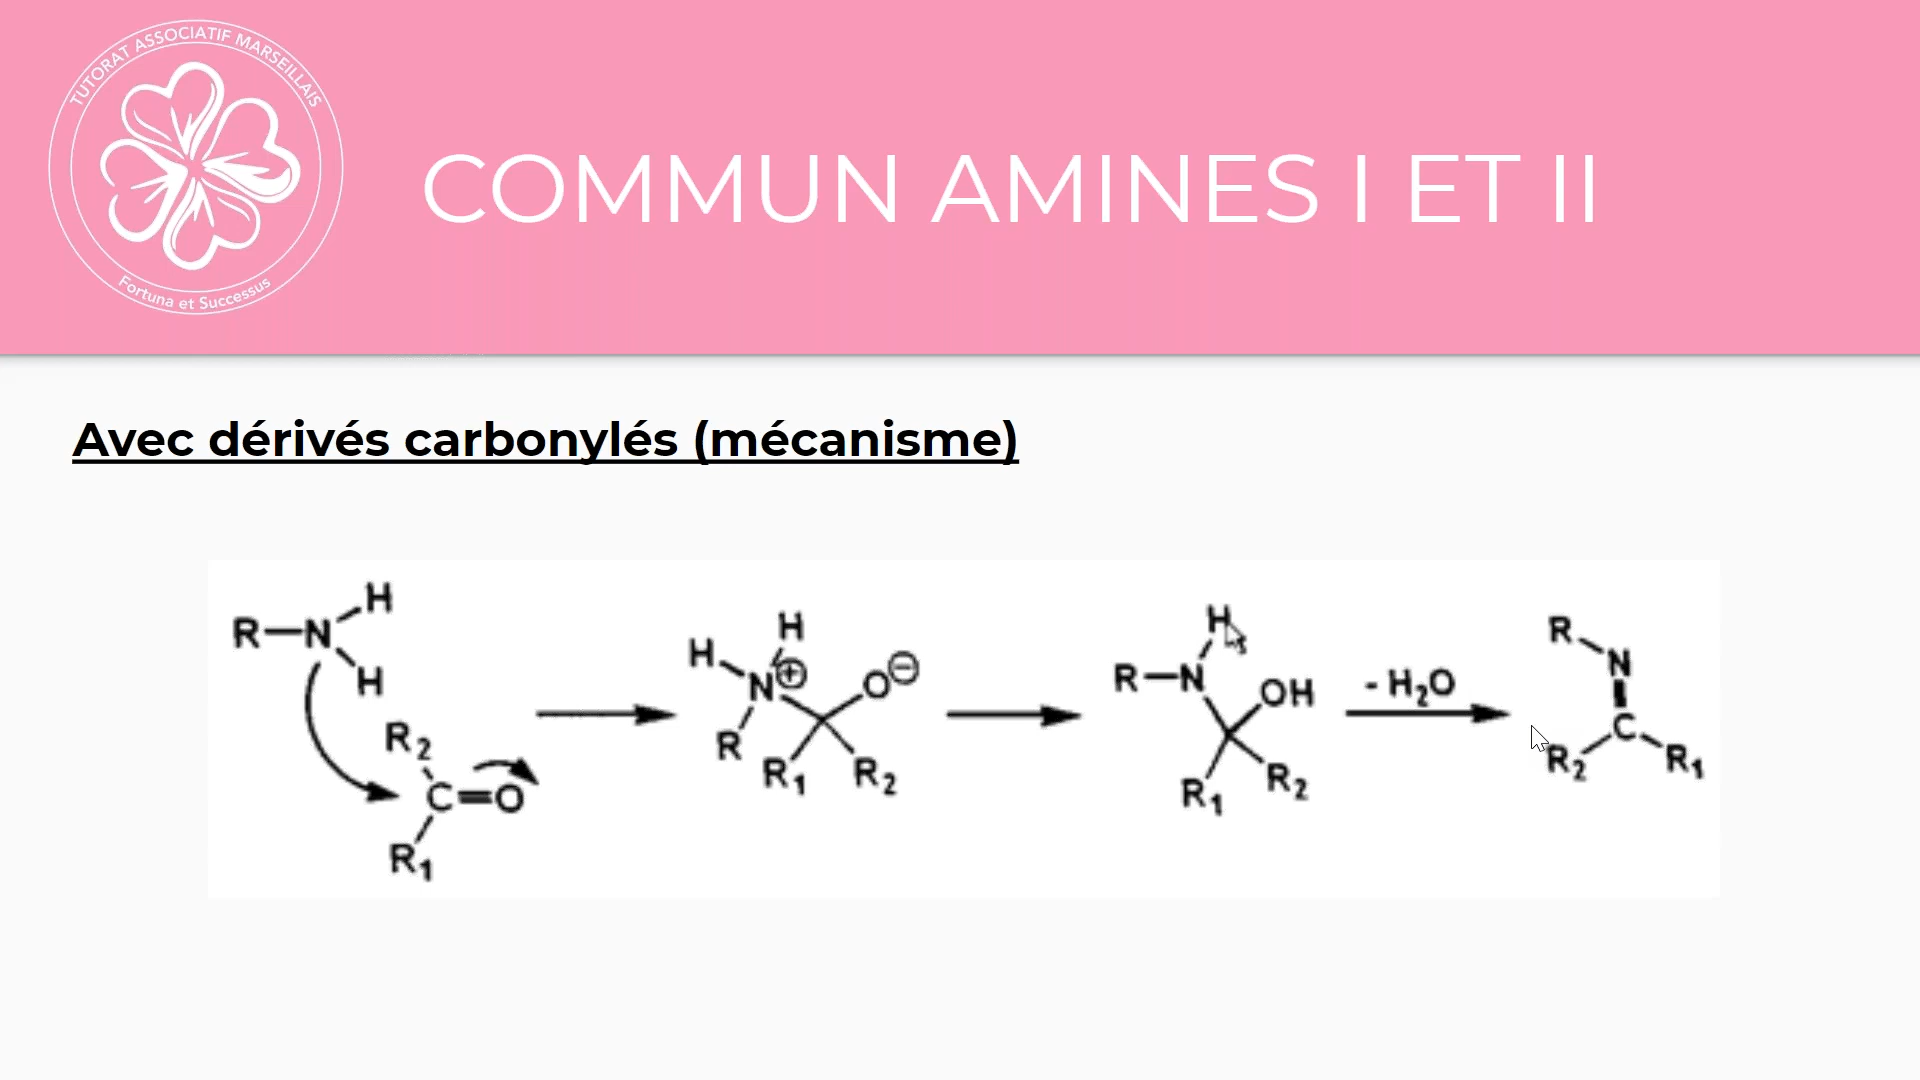 TUTORAT ASSOCIATIF MARSEILLAIS
Fortuna et Successus
COMMUN AMINES I ET II
Avec dérivés carbonylés (mécanisme)
R–N H H
R₂ C=O R₁
H H N⊕ O⊖ R R₁ R₂
H R–N OH R₁ R₂
- H₂O
R N C R₂ R₁